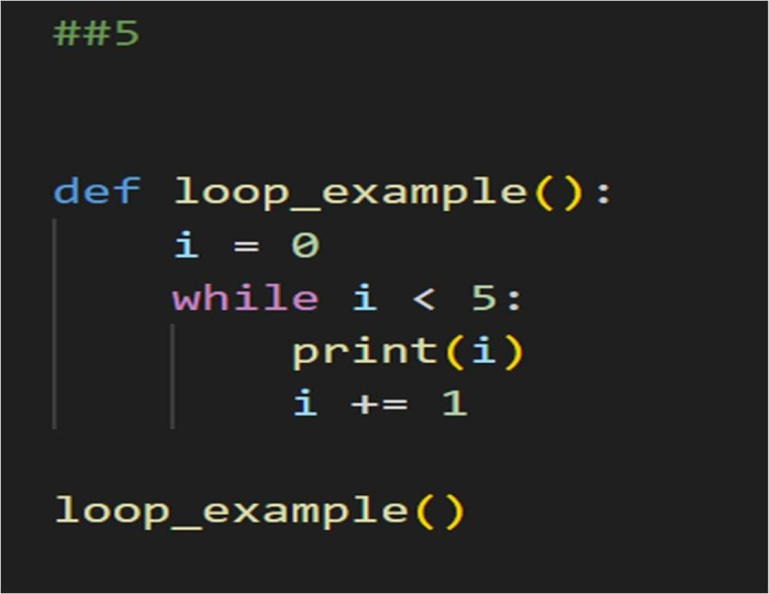 ##5
def loop_example():
    i = 0
    while i < 5:
        print(i)
        i += 1
loop_example()